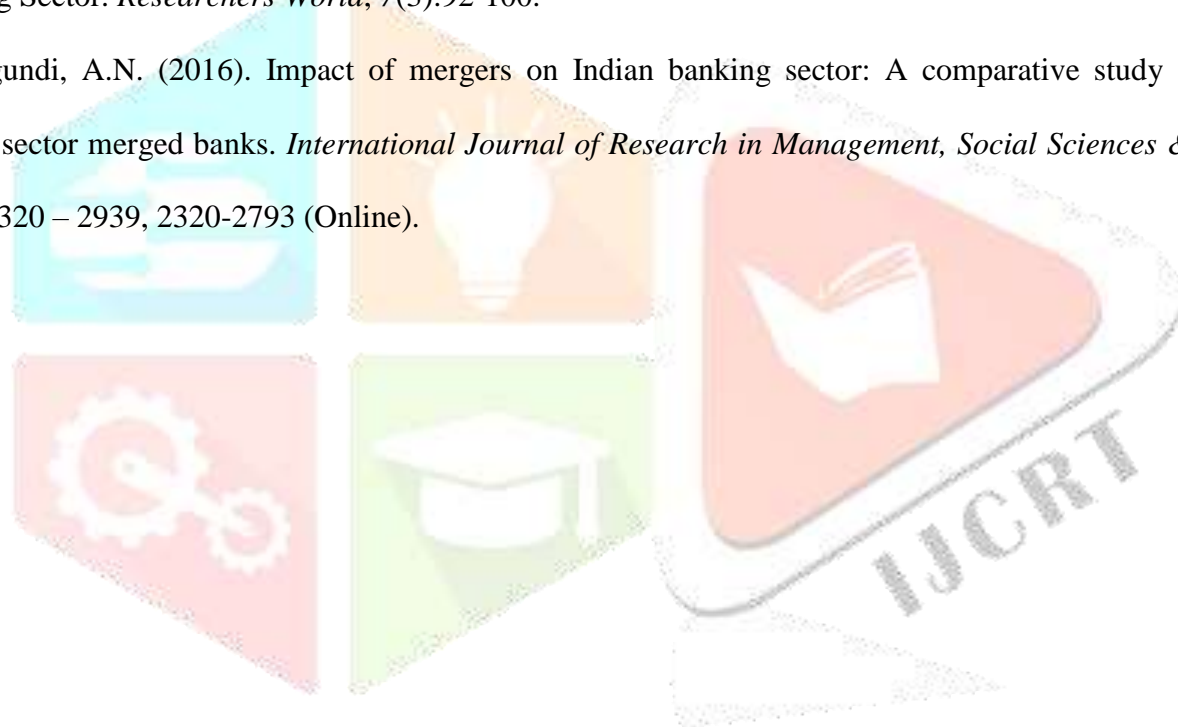 g Sector. Researchers World, 7(3):92-100.
gundi, A.N. (2016). Impact of mergers on Indian banking sector: A comparative study
sector merged banks. International Journal of Research in Management, Social Sciences &
320 – 2939, 2320-2793 (Online).
IJCRT